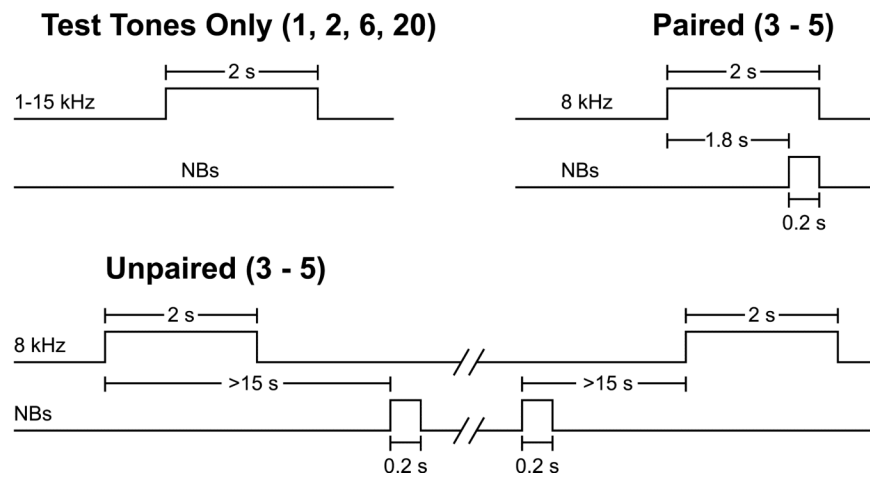 Test Tones Only (1, 2, 6, 20)
2 s
1-15 kHz
NBs
Paired (3 - 5)
2 s
8 kHz
1.8 s
NBs
0.2 s
Unpaired (3 - 5)
2 s
2 s
8 kHz
>15 s
>15 s
NBs
0.2 s
0.2 s